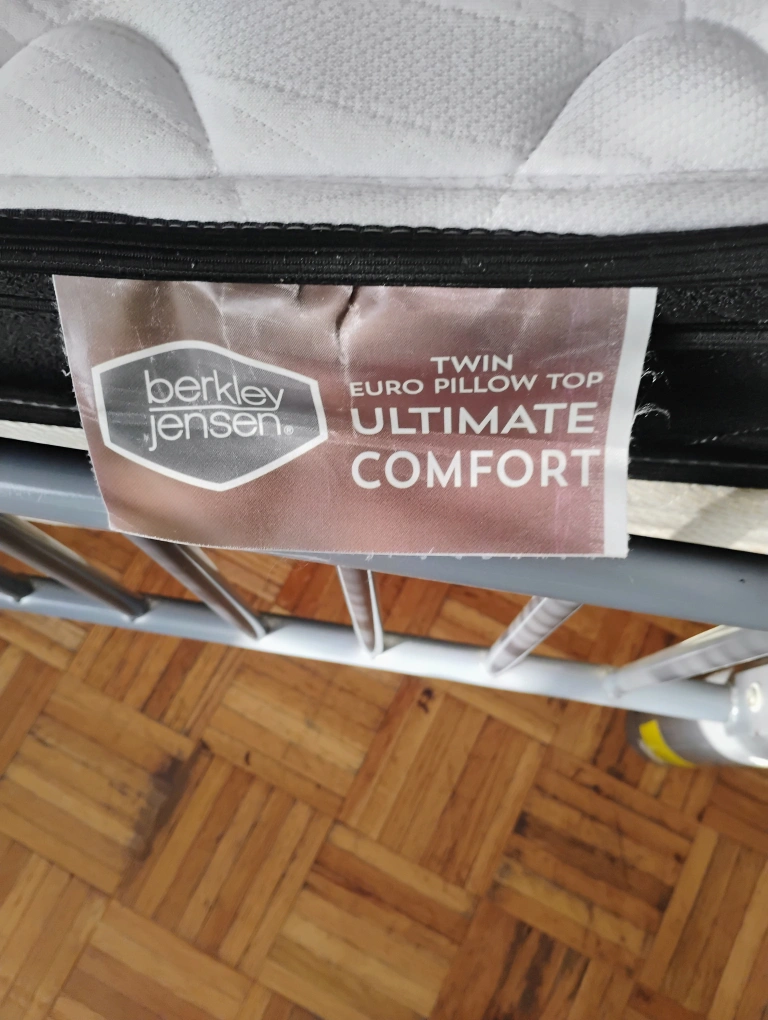 berkley
jensen®
TWIN
EURO PILLOW TOP
ULTIMATE
COMFORT